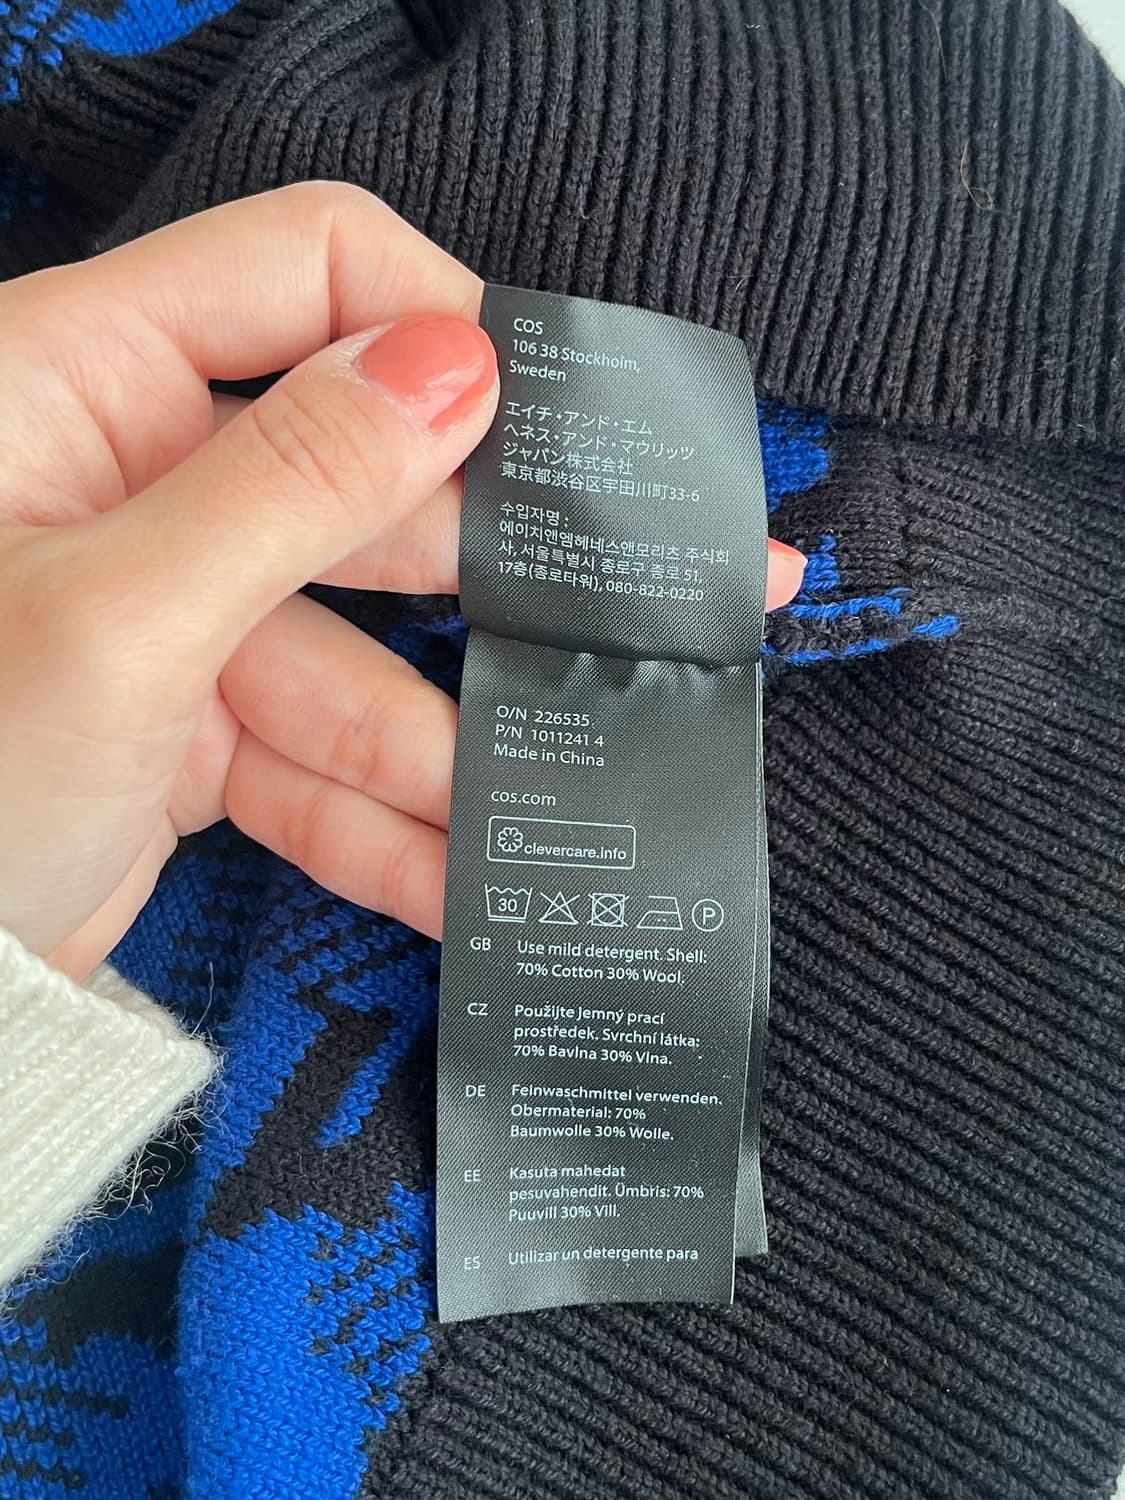 COS
106 38 Stockholm,
Sweden
エイチ・アンド・エム
ヘネス・アンド・マウリッツ
ジャパン株式会社
東京都渋谷区宇田川町33-6
수입자명 :
에이치앤엠헤네스앤모리츠 주식회
사, 서울특별시 종로구 종로 51,
17층(종로타워), 080-822-0220
O/N 226535
P/N 1011241 4
Made in China
cos.com
clevercare.info
30 P
GB Use mild detergent. Shell:
70% Cotton 30% Wool.
CZ Použijte jemný prací
prostředek. Svrchní látka:
70% Bavlna 30% Vlna.
DE Feinwaschmittel verwenden.
Obermaterial: 70%
Baumwolle 30% Wolle.
EE Kasuta mahedat
pesuvahendit. Ümbris: 70%
Puuvill 30% Vill.
ES Utilizar un detergente para